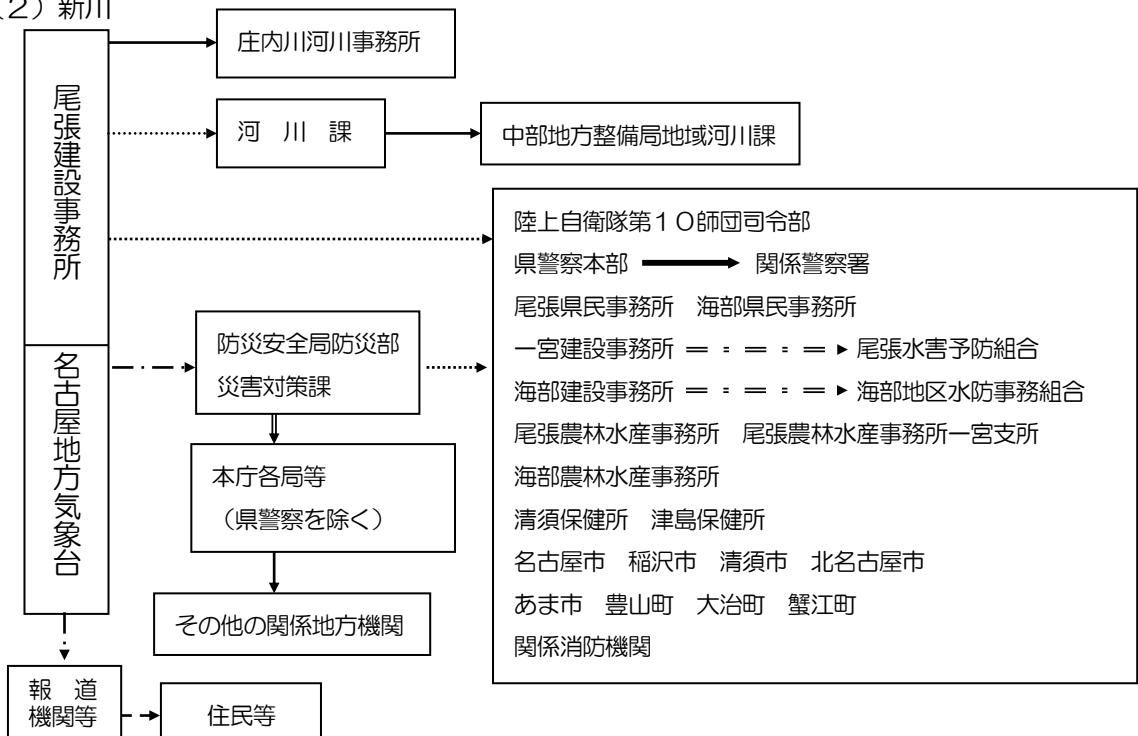 (2) 新川
尾張建設事務所
名古屋地方気象台
庄内川河川事務所
河 川 課
中部地方整備局地域河川課
陸上自衛隊第10師団司令部
県警察本部 関係警察署
尾張県民事務所 海部県民事務所
一宮建設事務所 尾張水害予防組合
海部建設事務所 海部地区水防事務組合
尾張農林水産事務所 尾張農林水産事務所一宮支所
海部農林水産事務所
清須保健所 津島保健所
名古屋市 稲沢市 清須市 北名古屋市
あま市 豊山町 大治町 蟹江町
関係消防機関
防災安全局防災部
災害対策課
本庁各局等
(県警察を除く)
その他の関係地方機関
報 道
機関等
住民等